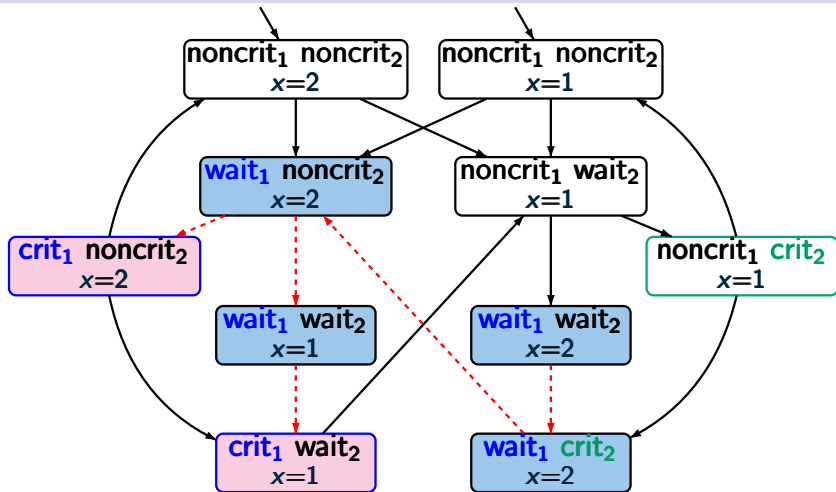 noncrit₁ noncrit₂
x=2
noncrit₁ noncrit₂
x=1
wait₁ noncrit₂
x=2
noncrit₁ wait₂
x=1
crit₁ noncrit₂
x=2
noncrit₁ crit₂
x=1
wait₁ wait₂
x=1
wait₁ wait₂
x=2
crit₁ wait₂
x=1
wait₁ crit₂
x=2